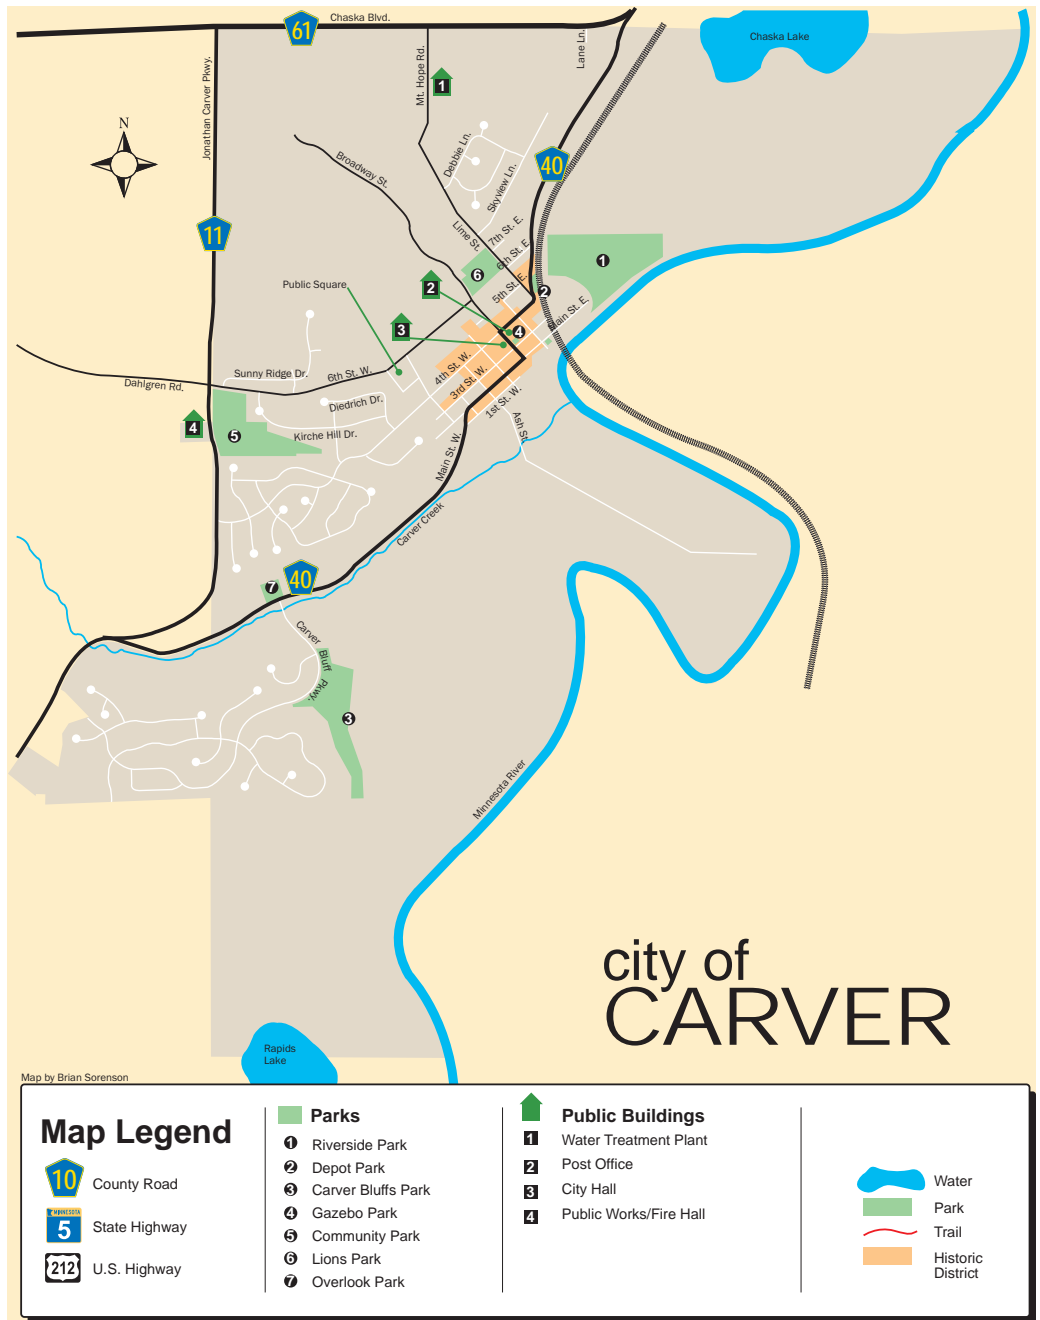 Chaska Blvd.
61
Chaska Lake
Lane Ln.
Mt. Hope Rd.
1
Jonathan Carver Pkwy.
N
Debbie Ln.
Broadway St.
40
Skyview Ln.
11
Lime St.
7th St. E.
6th St. E.
1
6
Public Square
2
5th St. E.
2
Main St. E.
3
4
4th St. W.
Sunny Ridge Dr.
6th St. W.
Dahlgren Rd.
3rd St. W.
Diedrich Dr.
1st St. W.
4
5
Kirche Hill Dr.
Ash St.
Main St. W.
Carver Creek
7
40
Carver
Bluff
Pkwy.
3
Minnesota River
city of
CARVER
Rapids
Lake
Map by Brian Sorenson
Map Legend
10
County Road
MINNESOTA
5
State Highway
212
U.S. Highway
Parks
1 Riverside Park
2 Depot Park
3 Carver Bluffs Park
4 Gazebo Park
5 Community Park
6 Lions Park
7 Overlook Park
Public Buildings
1 Water Treatment Plant
2 Post Office
3 City Hall
4 Public Works/Fire Hall
Water
Park
Trail
Historic
District